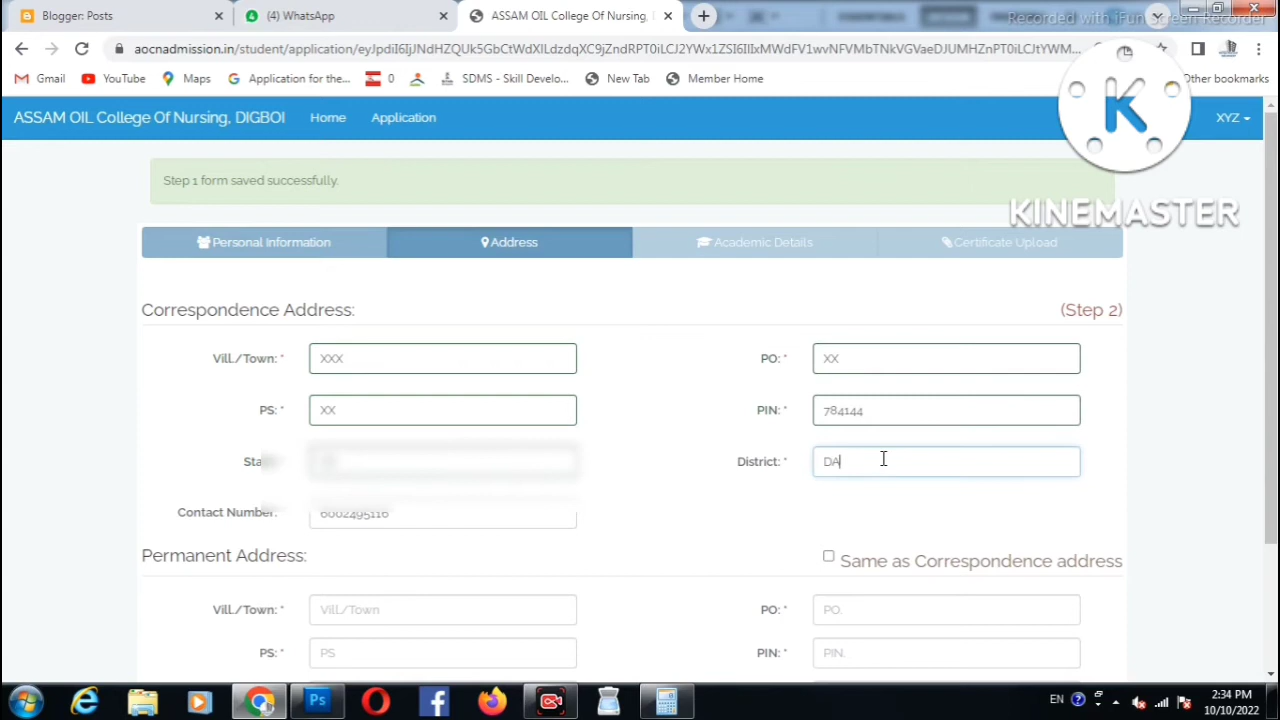 Blogger: Posts
(4) WhatsApp
ASSAM OIL College Of Nursing,
Recorded with iFun Screen Recorder
aocnadmission.in/student/application/
Gmail
YouTube
Maps
Application for the...
0
SDMS - Skill Develo...
New Tab
Member Home
Other bookmarks
K
KINEMASTER
ASSAM OIL College Of Nursing, DIGBOI
Home
Application
XYZ
Step 1 form saved successfully.
Personal Information
Address
Academic Details
Certificate Upload
Correspondence Address:
(Step 2)
Vill./Town: *
XXX
PO: *
XX
PS: *
XX
PIN: *
784144
District: *
DA
Contact Number: *
6002495116
Permanent Address:
Same as Correspondence address
Vill./Town: *
Vill./Town
PO: *
PO.
PS: *
PS
PIN: *
PIN.
Ps
EN
2:34 PM
10/10/2022